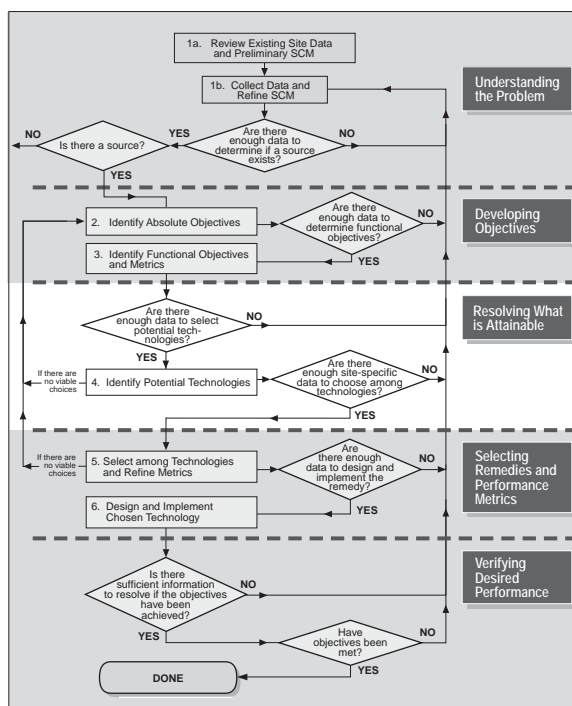 1a. Review Existing Site Data
and Preliminary SCM
1b. Collect Data and
Refine SCM
Understanding
the Problem
Are there
enough data to
determine if a source
exists?
YES
NO
Is there a source?
NO
YES
2. Identify Absolute Objectives
Are there
enough data to
determine functional
objectives?
NO
YES
Developing
Objectives
3. Identify Functional Objectives
and Metrics
Are there
enough data to select
potential tech-
nologies?
NO
YES
Resolving What
is Attainable
If there are
no viable
choices
4. Identify Potential Technologies
Are there
enough site-specific
data to choose among
technologies?
NO
YES
If there are
no viable
choices
5. Select among Technologies
and Refine Metrics
Are
there enough
data to design and
implement the
remedy?
NO
YES
Selecting
Remedies and
Performance
Metrics
6. Design and Implement
Chosen Technology
Is there
sufficient information
to resolve if the objectives
have been
achieved?
NO
YES
Verifying
Desired
Performance
Have
objectives been
met?
NO
YES
DONE